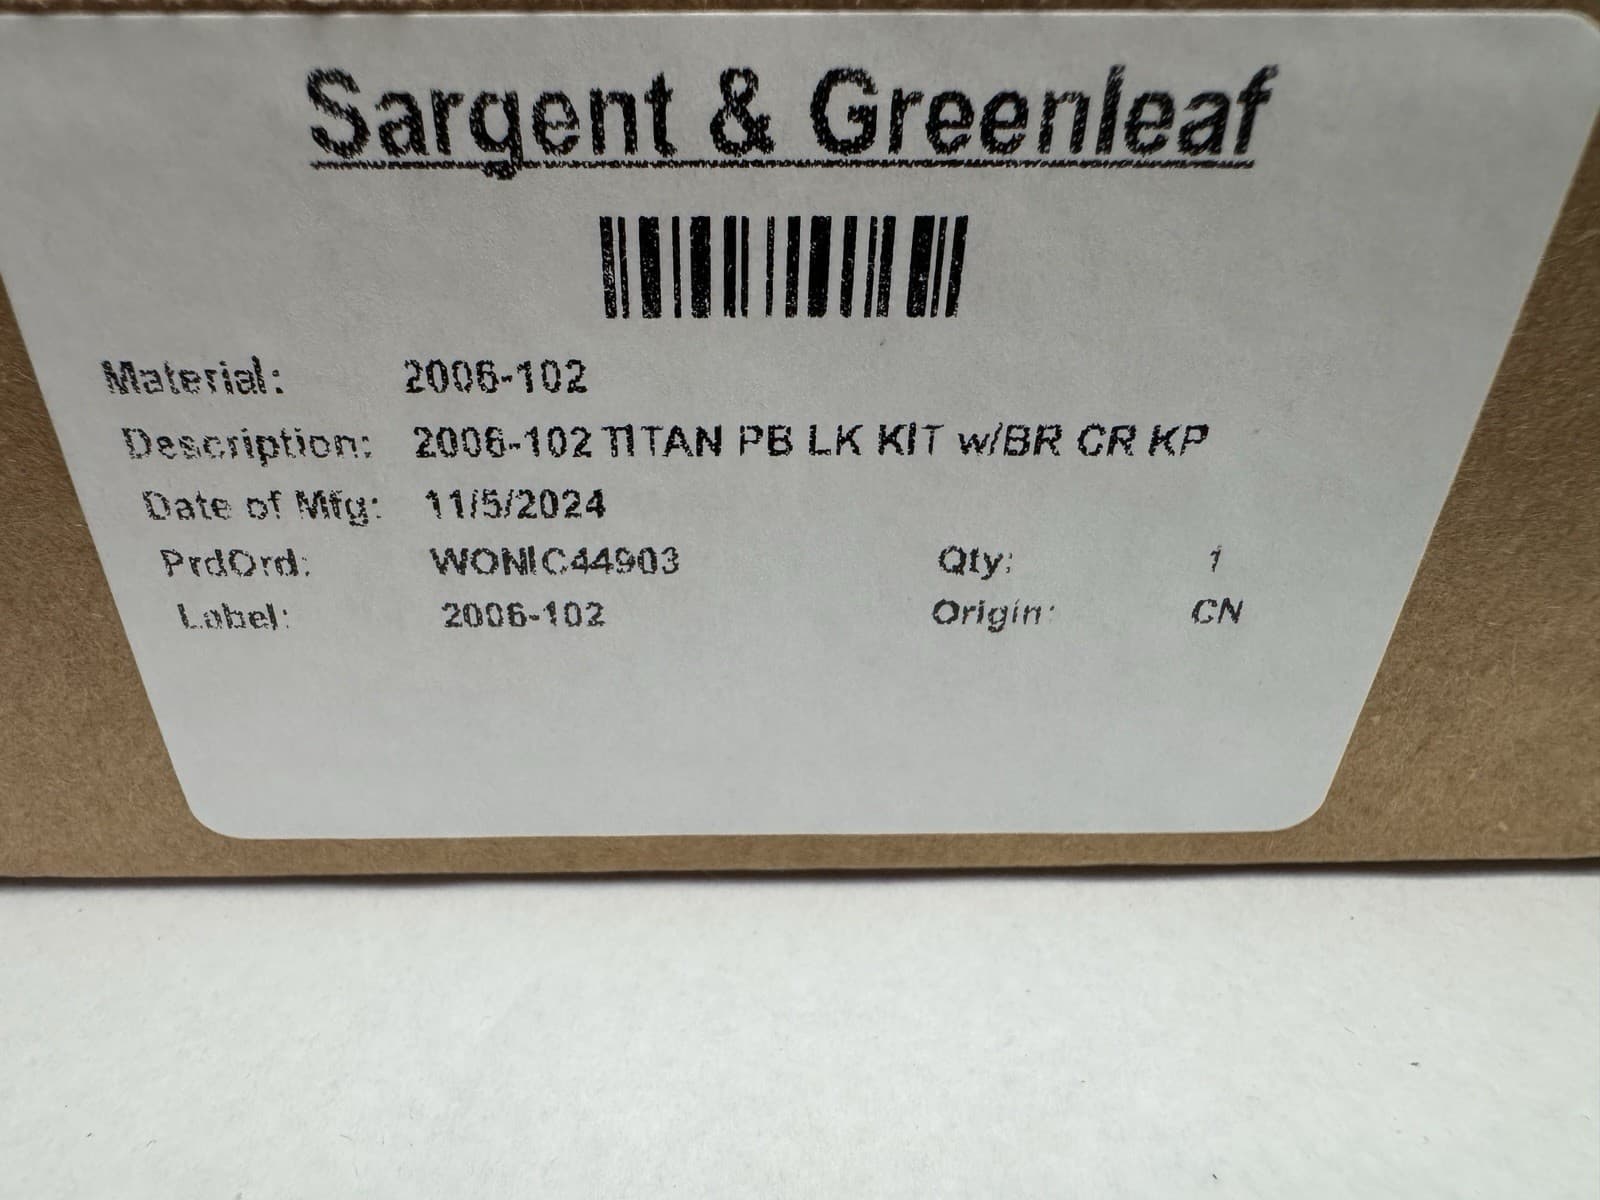 Sargent & Greenleaf
Material: 2006-102
Description: 2006-102 TITAN PB LK KIT w/BR CR KP
Date of Mfg: 11/5/2024
PrdOrd: WONIC44903 Qty: 1
Label: 2006-102 Origin: CN